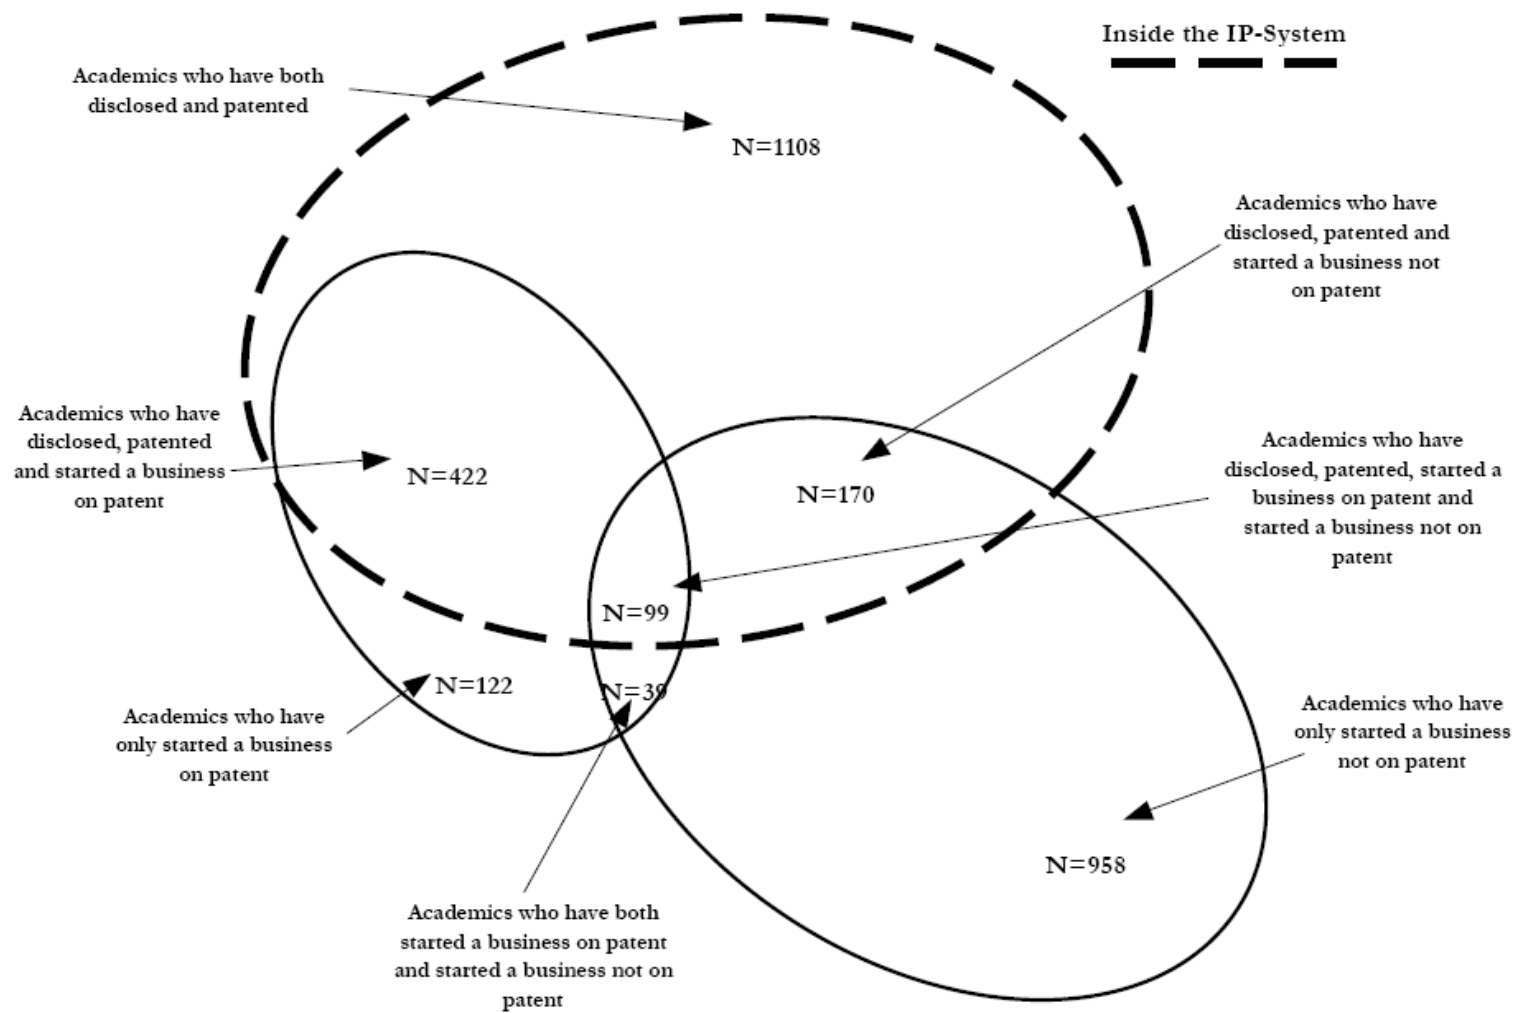 Inside the IP-System
Academics who have both
disclosed and patented
N=1108
Academics who have
disclosed, patented and
started a business not
on patent
Academics who have
disclosed, patented
and started a business
on patent
N=422
N=170
Academics who have
disclosed, patented, started a
business on patent and
started a business not on
patent
N=99
N=122
N=39
Academics who have
only started a business
on patent
Academics who have
only started a business
not on patent
N=958
Academics who have both
started a business on patent
and started a business not on
patent